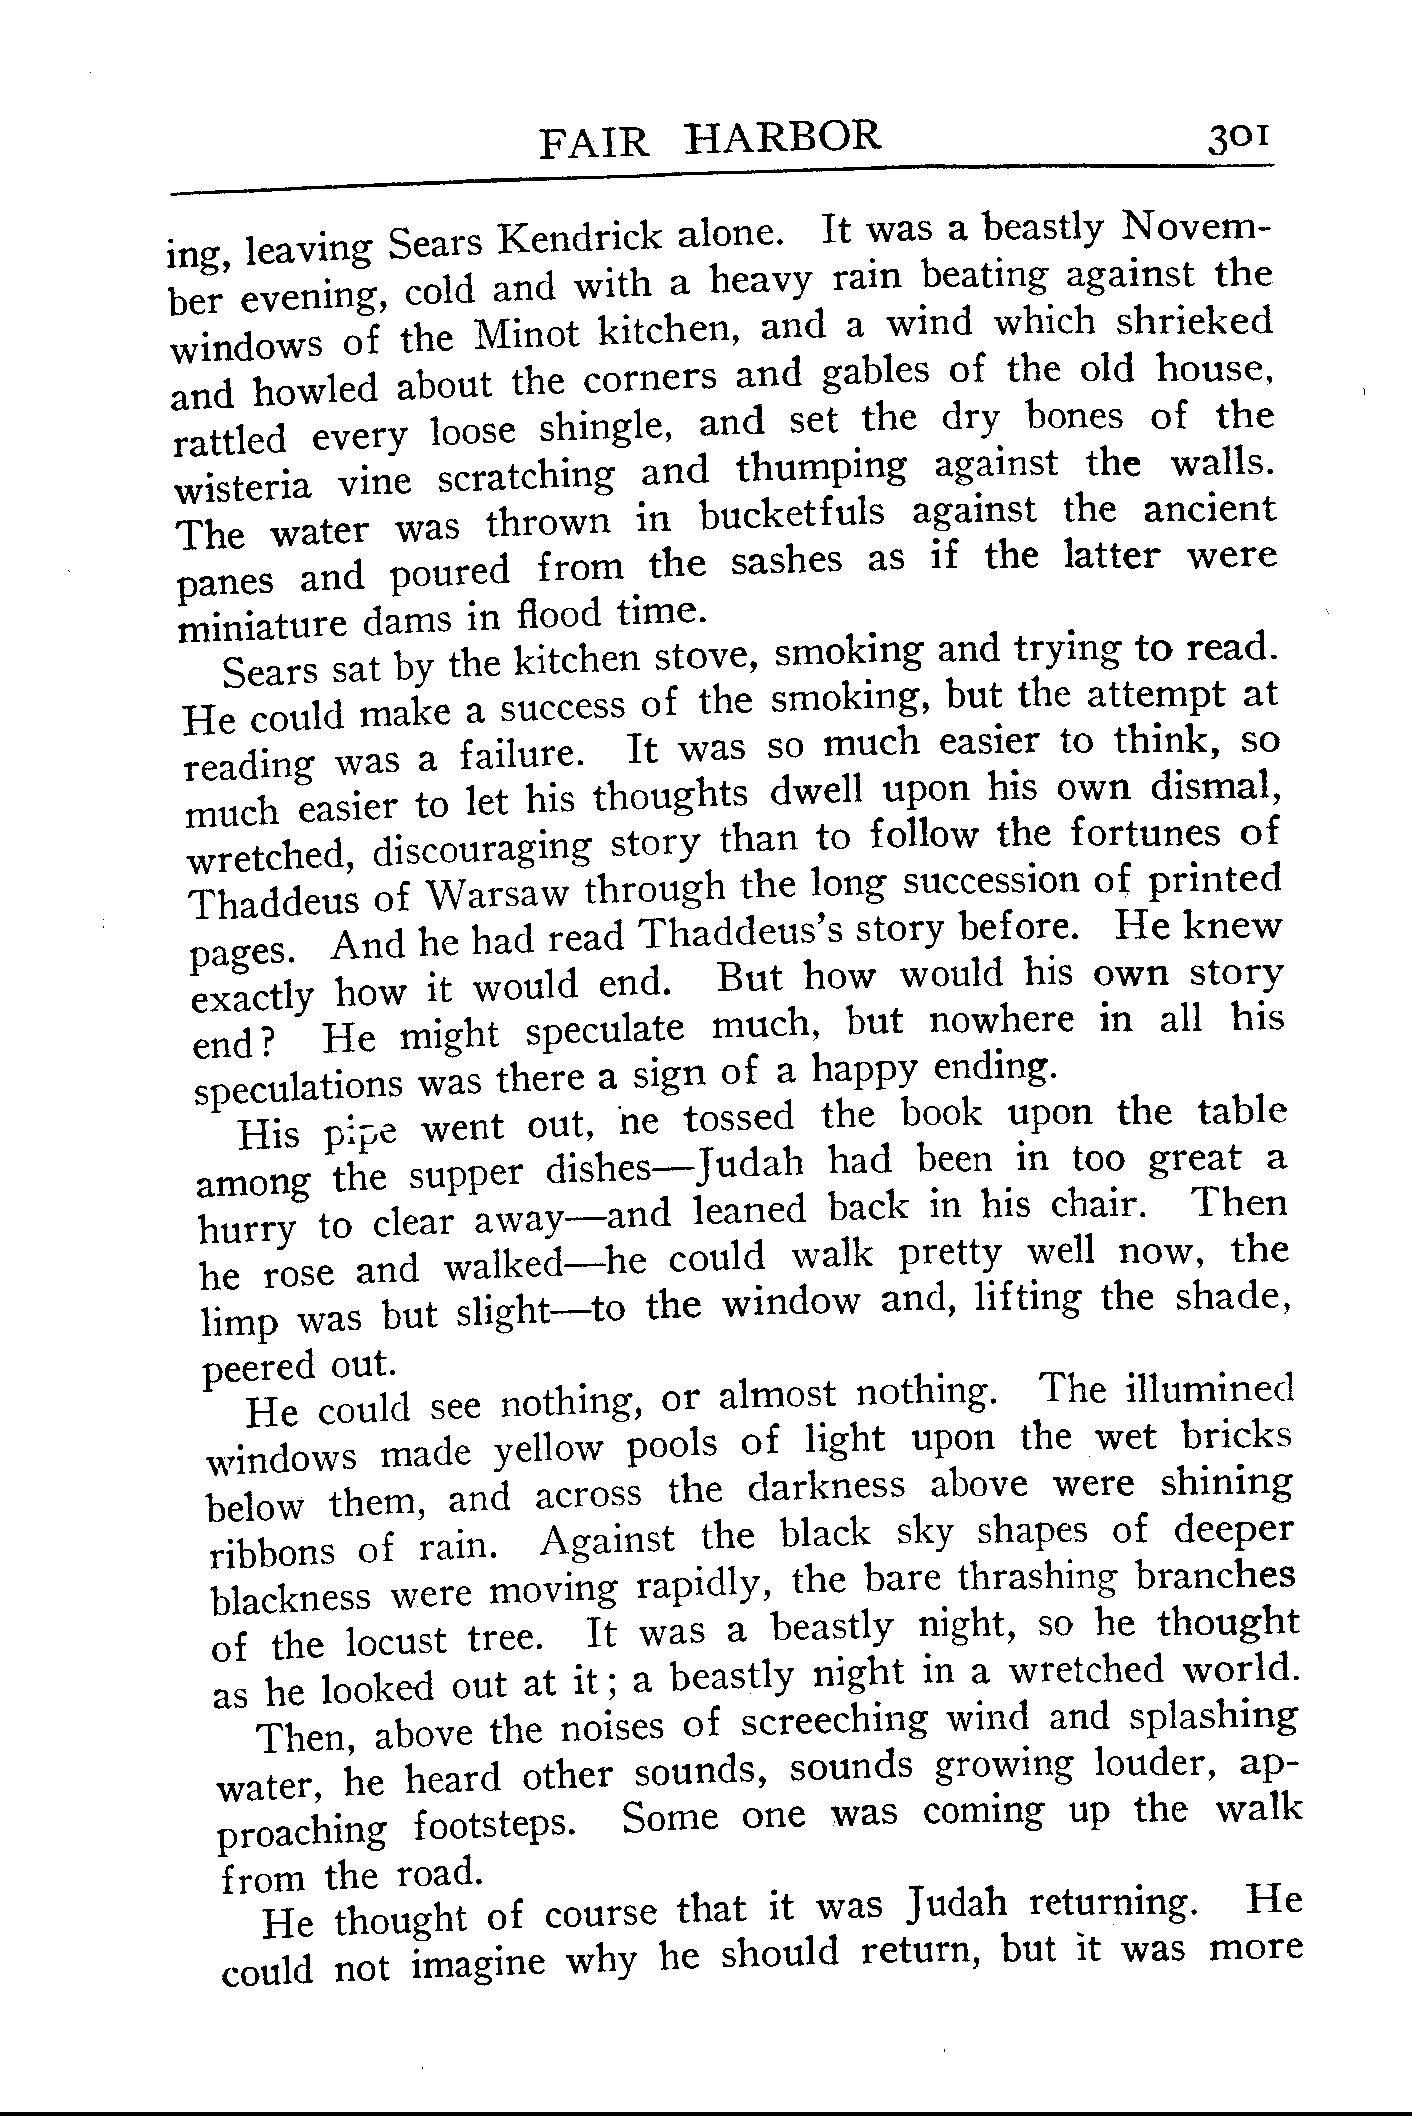 FAIR HARBOR 301
ing, leaving Sears Kendrick alone. It was a beastly Novem-
ber evening, cold and with a heavy rain beating against the
windows of the Minot kitchen, and a wind which shrieked
and howled about the corners and gables of the old house,
rattled every loose shingle, and set the dry bones of the
wisteria vine scratching and thumping against the walls.
The water was thrown in bucketfuls against the ancient
panes and poured from the sashes as if the latter were
miniature dams in flood time.
Sears sat by the kitchen stove, smoking and trying to read.
He could make a success of the smoking, but the attempt at
reading was a failure. It was so much easier to think, so
much easier to let his thoughts dwell upon his own dismal,
wretched, discouraging story than to follow the fortunes of
Thaddeus of Warsaw through the long succession of printed
pages. And he had read Thaddeus's story before. He knew
exactly how it would end. But how would his own story
end? He might speculate much, but nowhere in all his
speculations was there a sign of a happy ending.
His pipe went out, he tossed the book upon the table
among the supper dishes—Judah had been in too great a
hurry to clear away—and leaned back in his chair. Then
he rose and walked—he could walk pretty well now, the
limp was but slight—to the window and, lifting the shade,
peered out.
He could see nothing, or almost nothing. The illumined
windows made yellow pools of light upon the wet bricks
below them, and across the darkness above were shining
ribbons of rain. Against the black sky shapes of deeper
blackness were moving rapidly, the bare thrashing branches
of the locust tree. It was a beastly night, so he thought
as he looked out at it; a beastly night in a wretched world.
Then, above the noises of screeching wind and splashing
water, he heard other sounds, sounds growing louder, ap-
proaching footsteps. Some one was coming up the walk
from the road.
He thought of course that it was Judah returning. He
could not imagine why he should return, but it was more